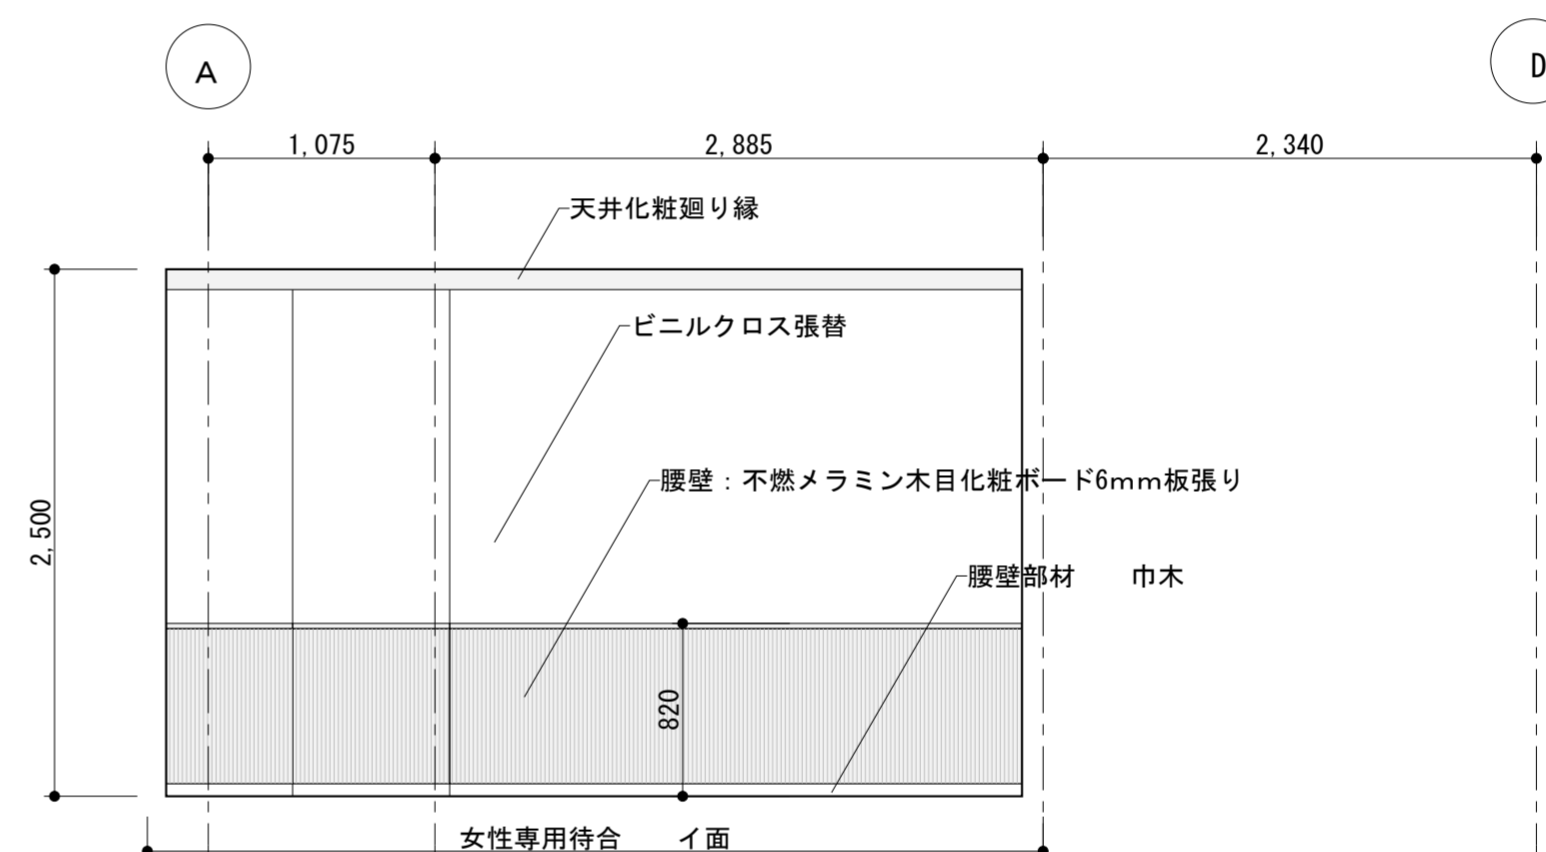 A
D
1,075
2,885
2,340
天井化粧廻り縁
ビニルクロス張替
腰壁：不燃メラミン木目化粧ボード6mm板張り
2,500
腰壁部材　　巾木
820
女性専用待合　　イ面